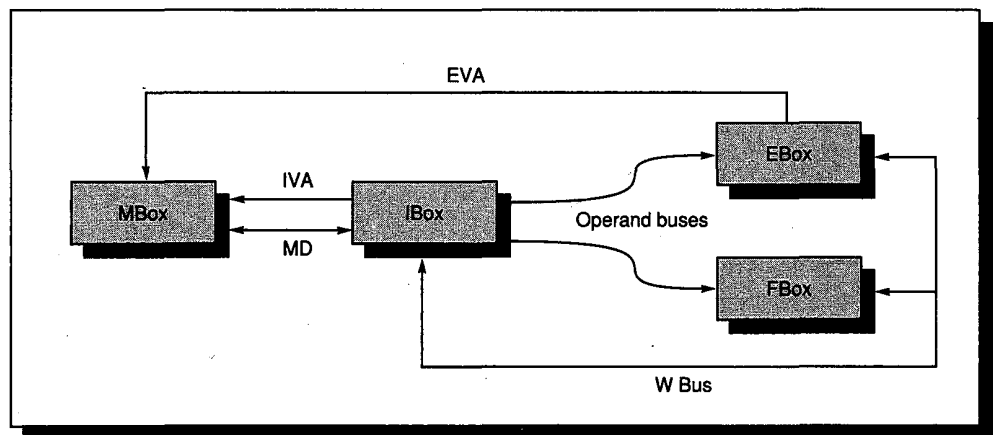 EVA
EBox
IVA
MBox
IBox
Operand buses
MD
FBox
W Bus